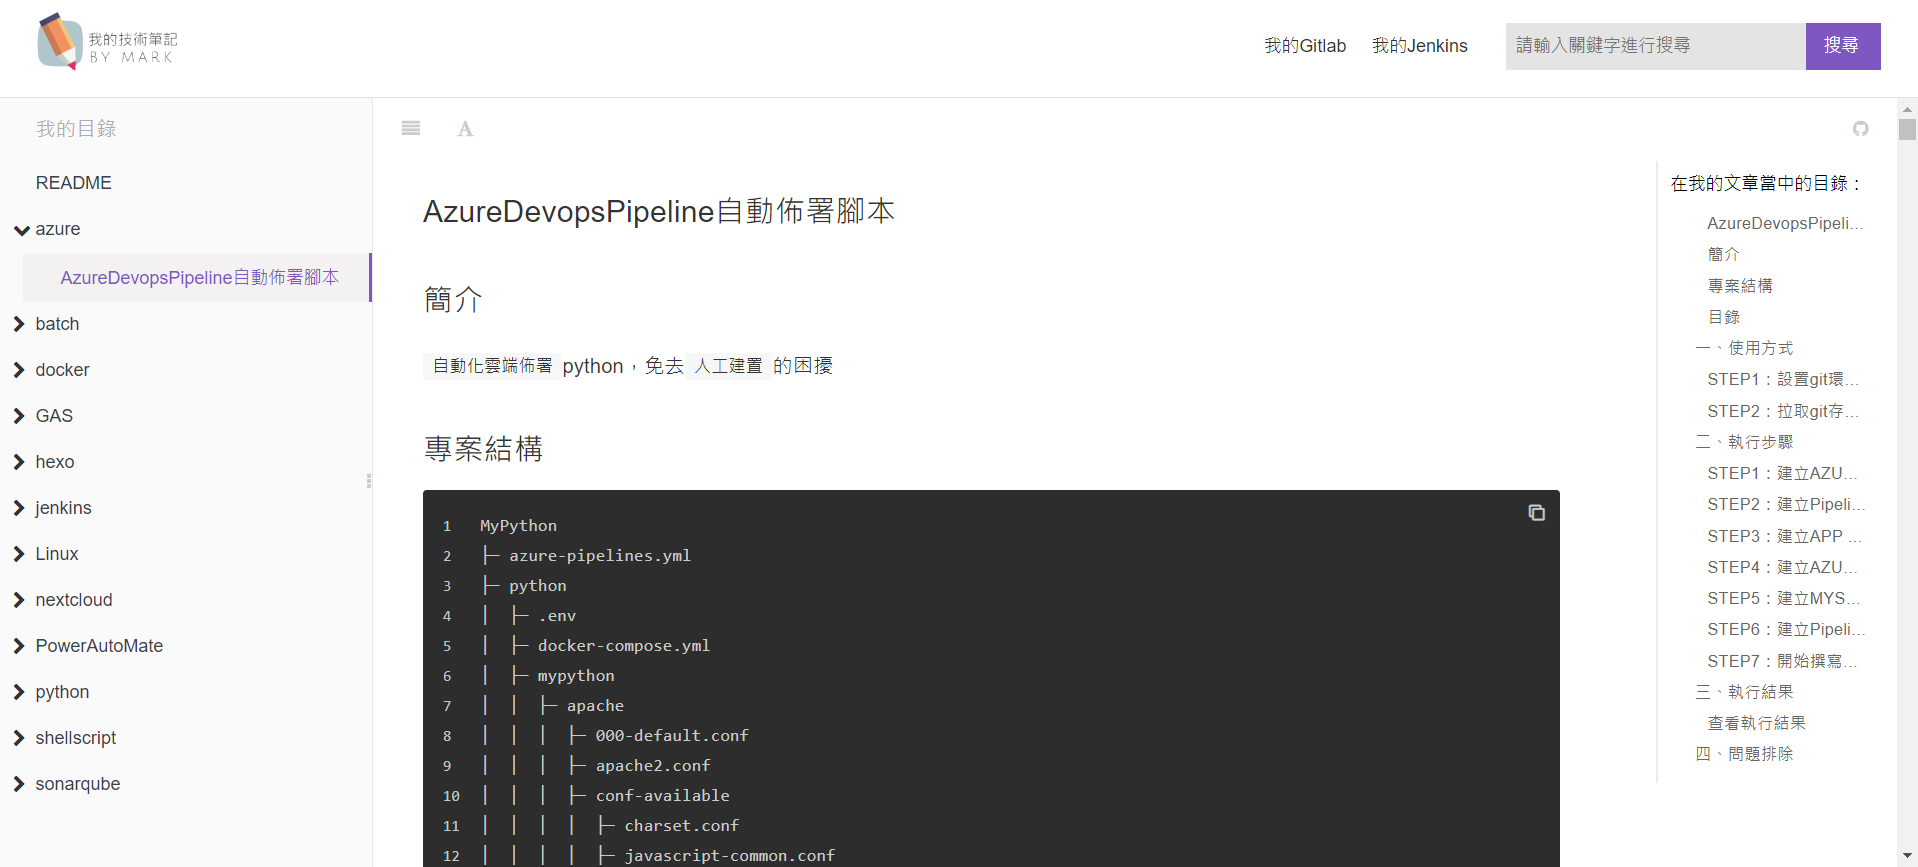 我的技術筆記
BY MARK
我的Gitlab
我的Jenkins
請輸入關鍵字進行搜尋
搜尋
我的目錄
README
azure
AzureDevopsPipeline自動佈署腳本
batch
docker
GAS
hexo
jenkins
Linux
nextcloud
PowerAutoMate
python
shellscript
sonarqube
A
AzureDevopsPipeline自動佈署腳本
簡介
自動化雲端佈署 python，免去 人工建置 的困擾
專案結構
1 MyPython
2 ├─ azure-pipelines.yml
3 ├─ python
4 │ ├─ .env
5 │ ├─ docker-compose.yml
6 │ ├─ mypython
7 │ │ ├─ apache
8 │ │ │ ├─ 000-default.conf
9 │ │ │ ├─ apache2.conf
10 │ │ │ ├─ conf-available
11 │ │ │ │ ├─ charset.conf
12 │ │ │ │ ├─ javascript-common.conf
在我的文章當中的目錄：
AzureDevopsPipeli...
簡介
專案結構
目錄
一、使用方式
STEP1：設置git環...
STEP2：拉取git存...
二、執行步驟
STEP1：建立AZU...
STEP2：建立Pipeli...
STEP3：建立APP ...
STEP4：建立AZU...
STEP5：建立MYS...
STEP6：建立Pipeli...
STEP7：開始撰寫...
三、執行結果
查看執行結果
四、問題排除